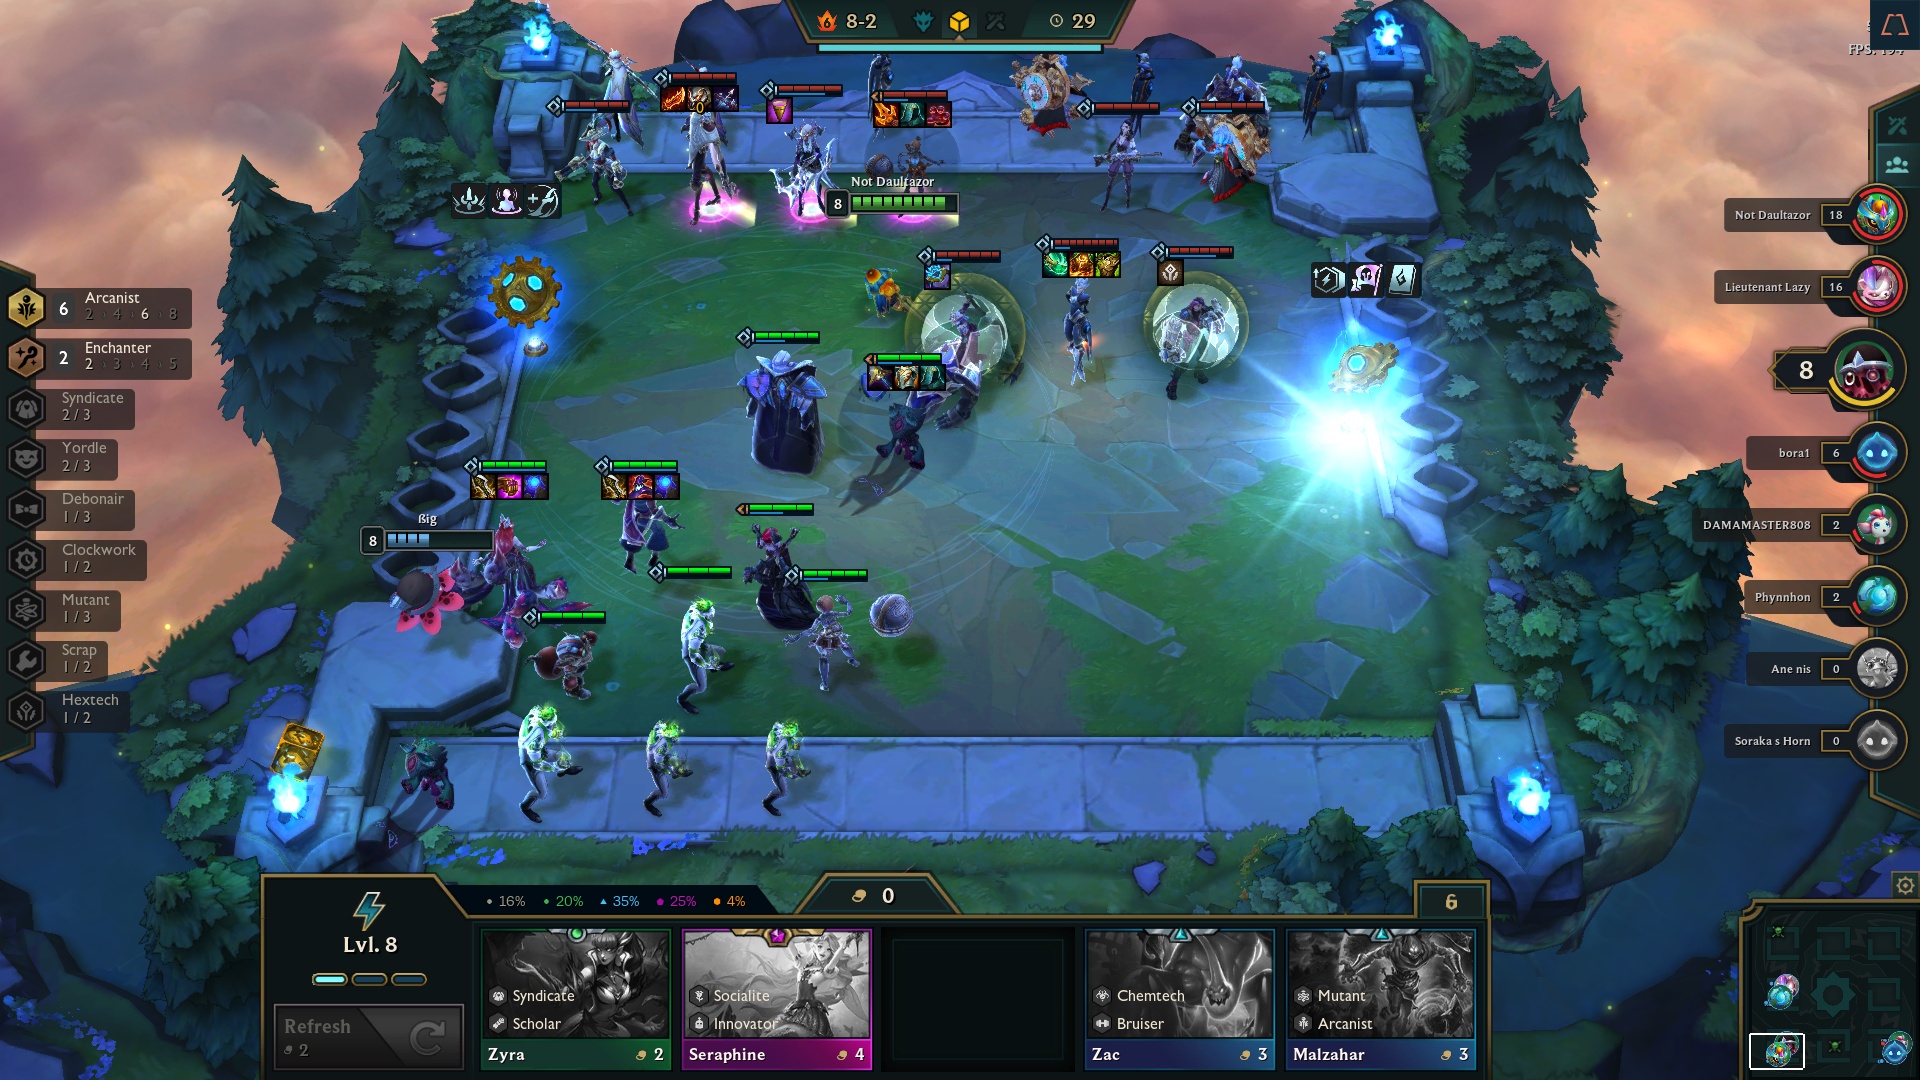 8-2
29
FPS:
Not Daultazor
8
Not Daultazor 18
Lieutenant Lazy 16
8
bora1 6
DAMAMASTER808 2
Phynnhon 2
Ane nis 0
Soraka s Horn 0
6 Arcanist
2 › 4 › 6 › 8
2 Enchanter
2 › 3 › 4 › 5
Syndicate
2 / 3
Yordle
2 / 3
Debonair
1 / 3
Clockwork
1 / 2
Mutant
1 / 3
Scrap
1 / 2
Hextech
1 / 2
ßig
8
0
16% 20% 35% 25% 4%
0
6
Lvl. 8
Refresh
2
Syndicate
Scholar
Zyra 2
Socialite
Innovator
Seraphine 4
Chemtech
Bruiser
Zac 3
Mutant
Arcanist
Malzahar 3